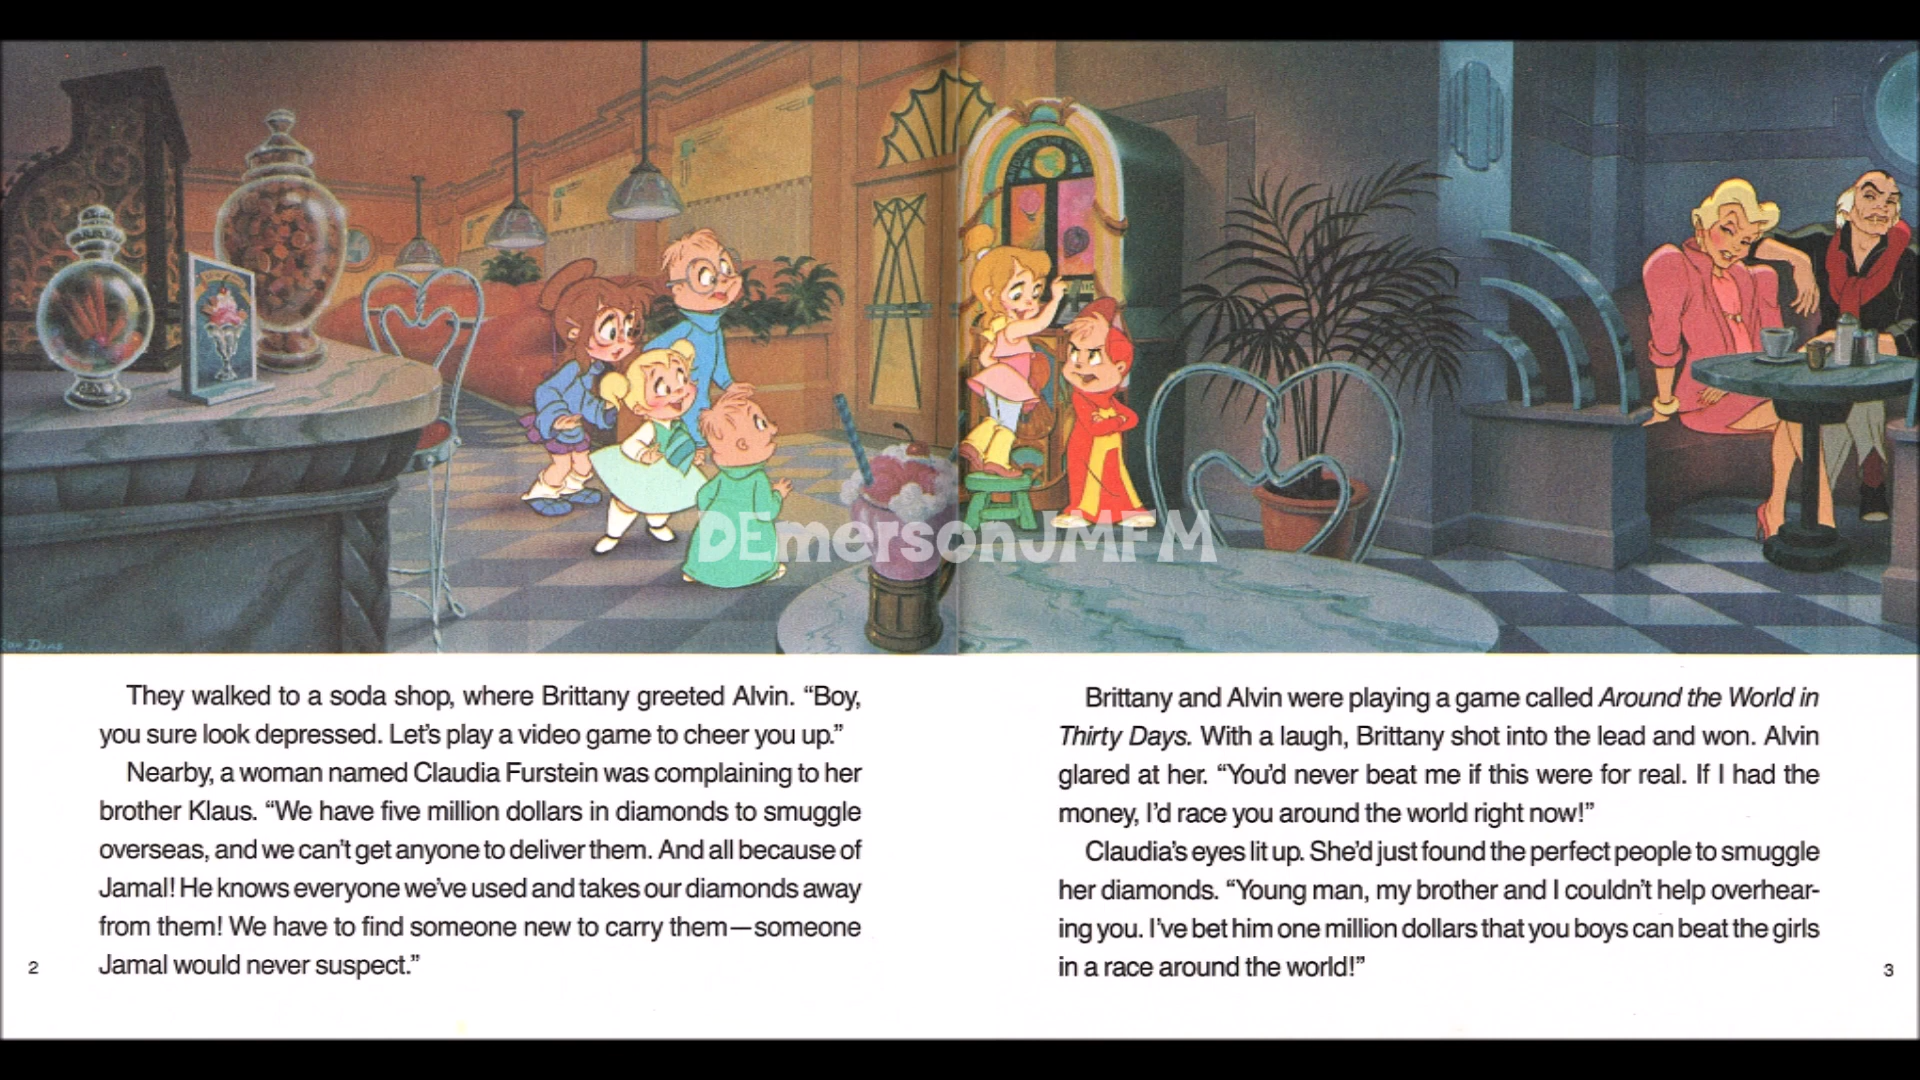 DEmersonJMFM
They walked to a soda shop, where Brittany greeted Alvin. “Boy,
you sure look depressed. Let’s play a video game to cheer you up.”
Nearby, a woman named Claudia Furstein was complaining to her
brother Klaus. “We have five million dollars in diamonds to smuggle
overseas, and we can’t get anyone to deliver them. And all because of
Jamal! He knows everyone we’ve used and takes our diamonds away
from them! We have to find someone new to carry them—someone
Jamal would never suspect.”
2
Brittany and Alvin were playing a game called Around the World in
Thirty Days. With a laugh, Brittany shot into the lead and won. Alvin
glared at her. “You’d never beat me if this were for real. If I had the
money, I’d race you around the world right now!”
Claudia’s eyes lit up. She’d just found the perfect people to smuggle
her diamonds. “Young man, my brother and I couldn’t help overhear-
ing you. I’ve bet him one million dollars that you boys can beat the girls
in a race around the world!”
3